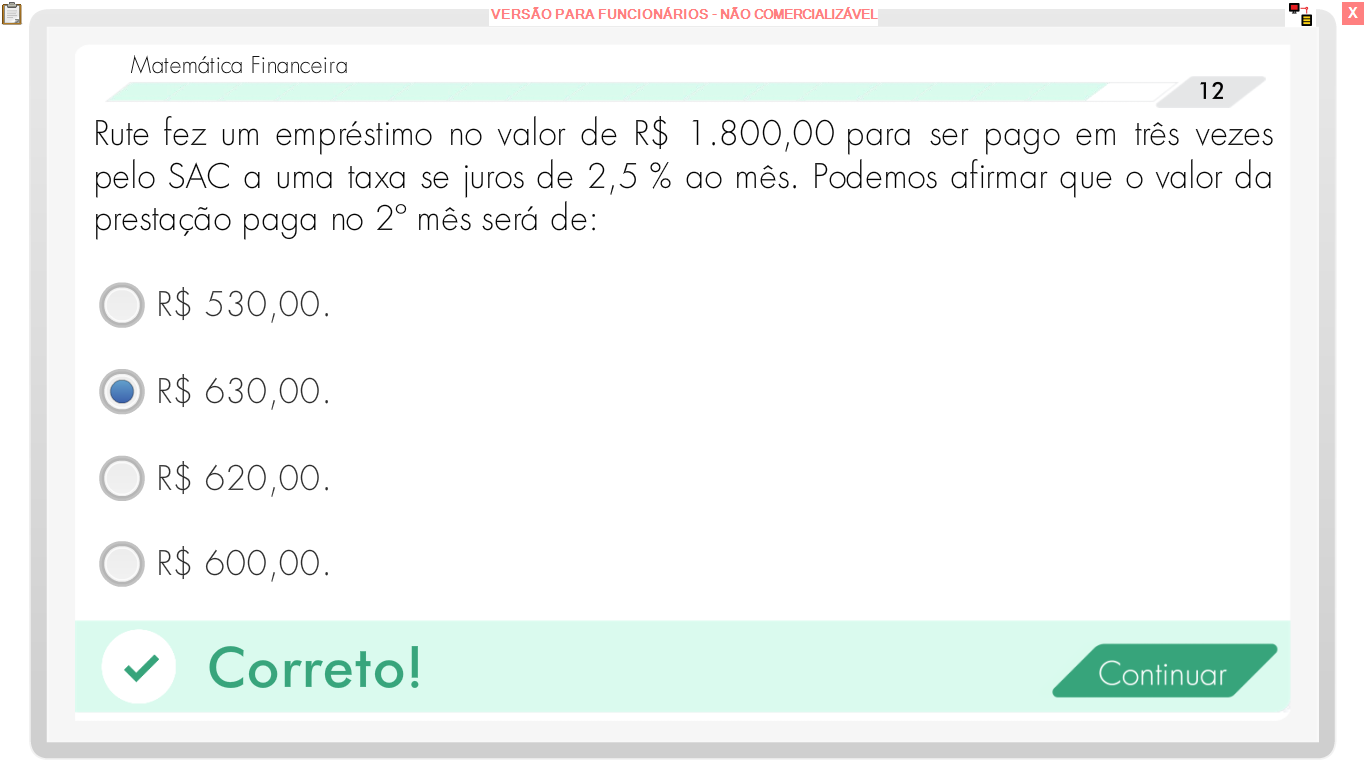 VERSÃO PARA FUNCIONÁRIOS - NÃO COMERCIALIZÁVEL
X
Matemática Financeira
12
Rute fez um empréstimo no valor de R$ 1.800,00 para ser pago em três vezes
pelo SAC a uma taxa se juros de 2,5 % ao mês. Podemos afirmar que o valor da
prestação paga no 2º mês será de:
R$ 530,00.
R$ 630,00.
R$ 620,00.
R$ 600,00.
Correto!
Continuar